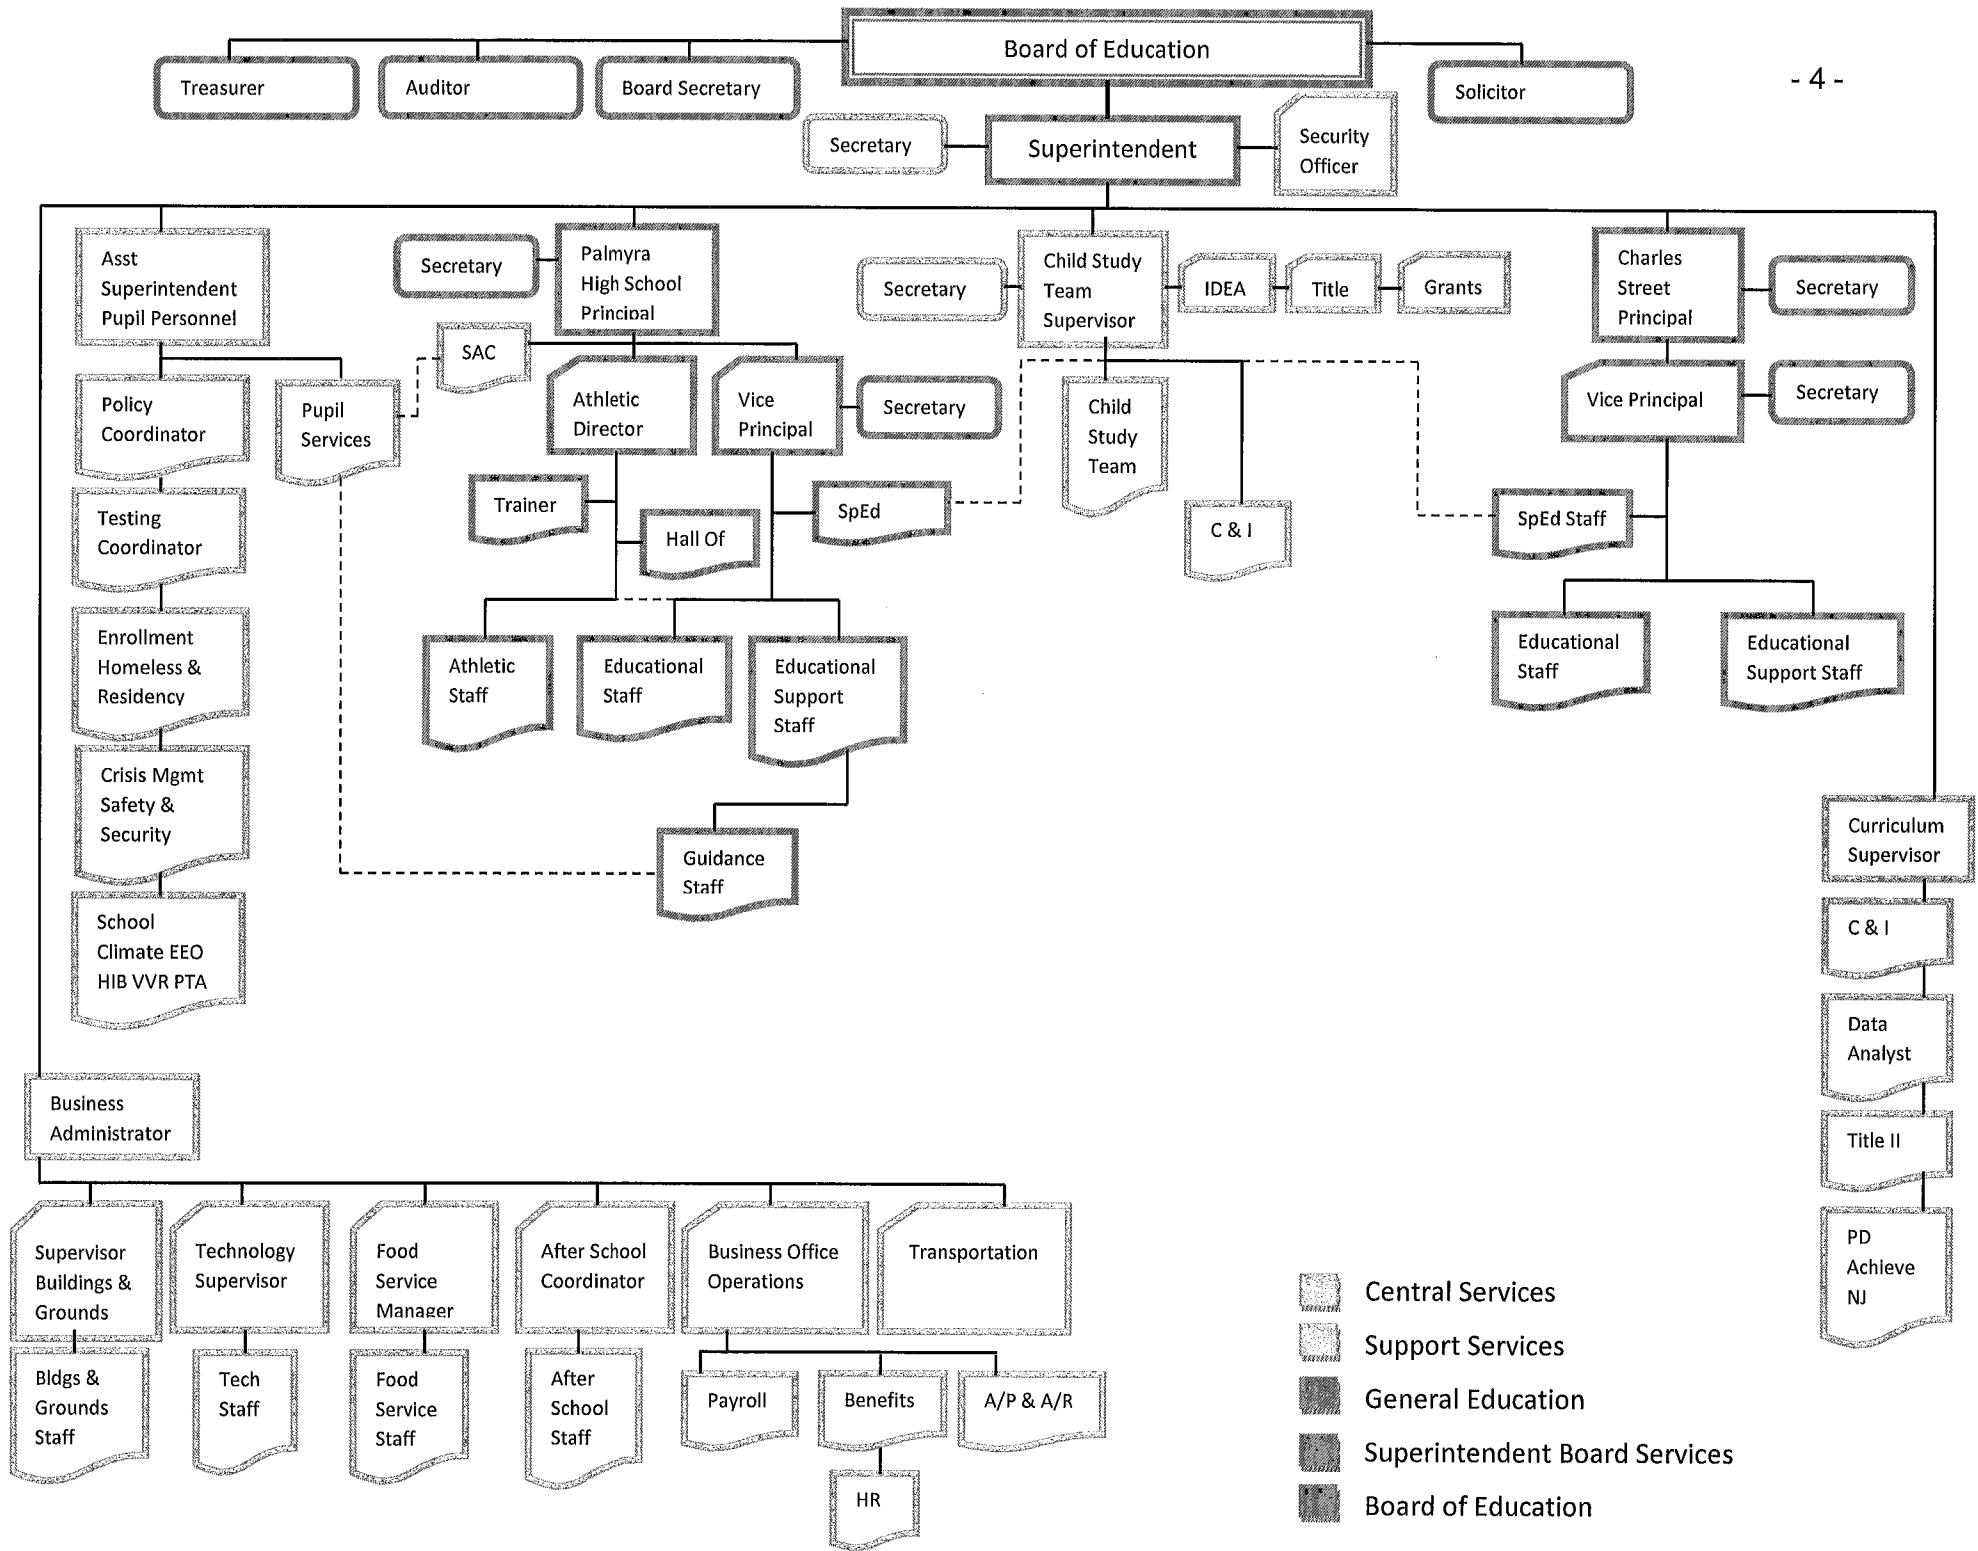 Board of Education
Treasurer
Auditor
Board Secretary
Solicitor
- 4 -
Secretary
Superintendent
Security
Officer
Asst
Superintendent
Pupil Personnel
Secretary
Palmyra
High School
Principal
Secretary
Child Study
Team
Supervisor
IDEA
Title
Grants
Charles
Street
Principal
Secretary
SAC
Policy
Coordinator
Pupil
Services
Athletic
Director
Vice
Principal
Secretary
Child
Study
Team
Vice Principal
Secretary
Testing
Coordinator
Trainer
Hall Of
SpEd
C & I
SpEd Staff
Enrollment
Homeless &
Residency
Athletic
Staff
Educational
Staff
Educational
Support
Staff
Educational
Staff
Educational
Support Staff
Crisis Mgmt
Safety &
Security
Guidance
Staff
Curriculum
Supervisor
School
Climate EEO
HIB VVR PTA
C & I
Data
Analyst
Business
Administrator
Title II
Supervisor
Buildings &
Grounds
Technology
Supervisor
Food
Service
Manager
After School
Coordinator
Business Office
Operations
Transportation
PD
Achieve
NJ
Bldgs &
Grounds
Staff
Tech
Staff
Food
Service
Staff
After
School
Staff
Payroll
Benefits
A/P & A/R
HR
Central Services
Support Services
General Education
Superintendent Board Services
Board of Education